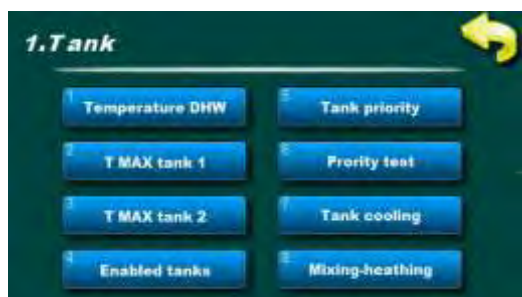 1.Tank
1
Temperature DHW
2
T MAX tank 1
3
T MAX tank 2
4
Enabled tanks
5
Tank priority
6
Prority test
7
Tank cooling
8
Mixing-heathing